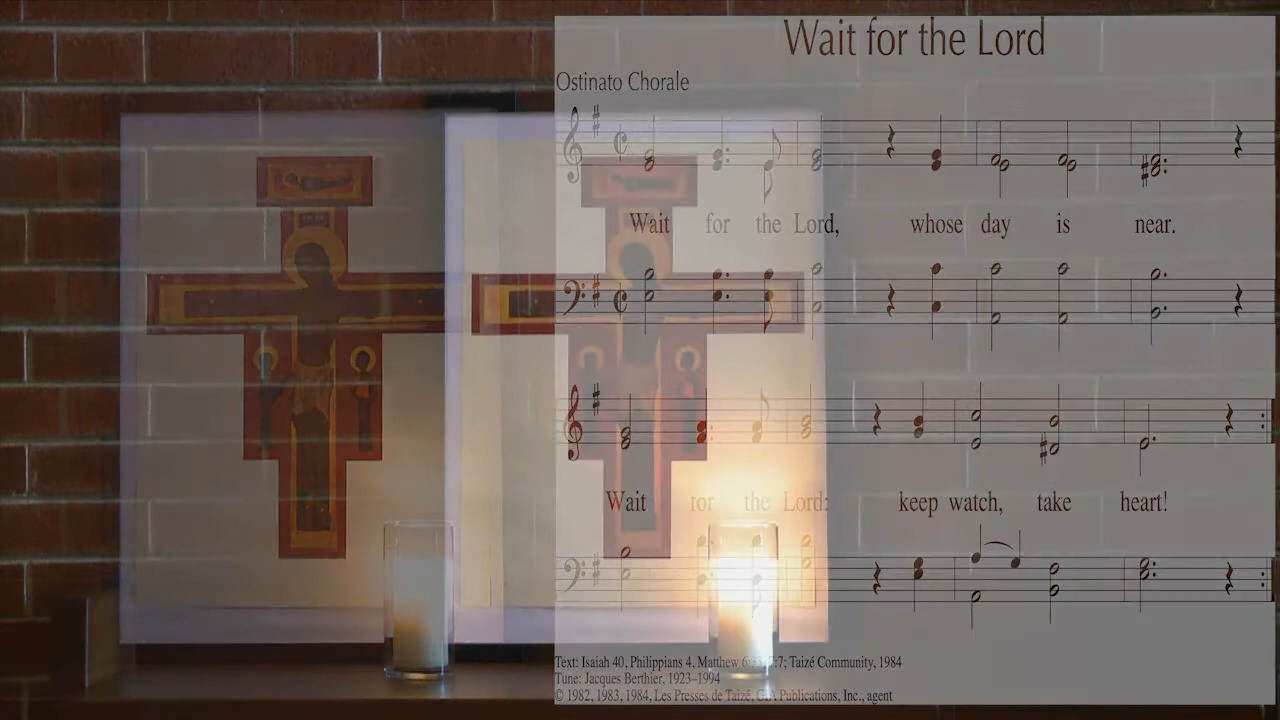 Wait for the Lord
Ostinato Chorale
Wait for the Lord, whose day is near.
Wait for the Lord: keep watch, take heart!
Text: Isaiah 40, Philippians 4, Matthew 7; Taizé Community, 1984
Tune: Jacques Berthier, 1923–1994
© 1982, 1983, 1984, Les Presses de Taizé, GIA Publications, Inc., agent